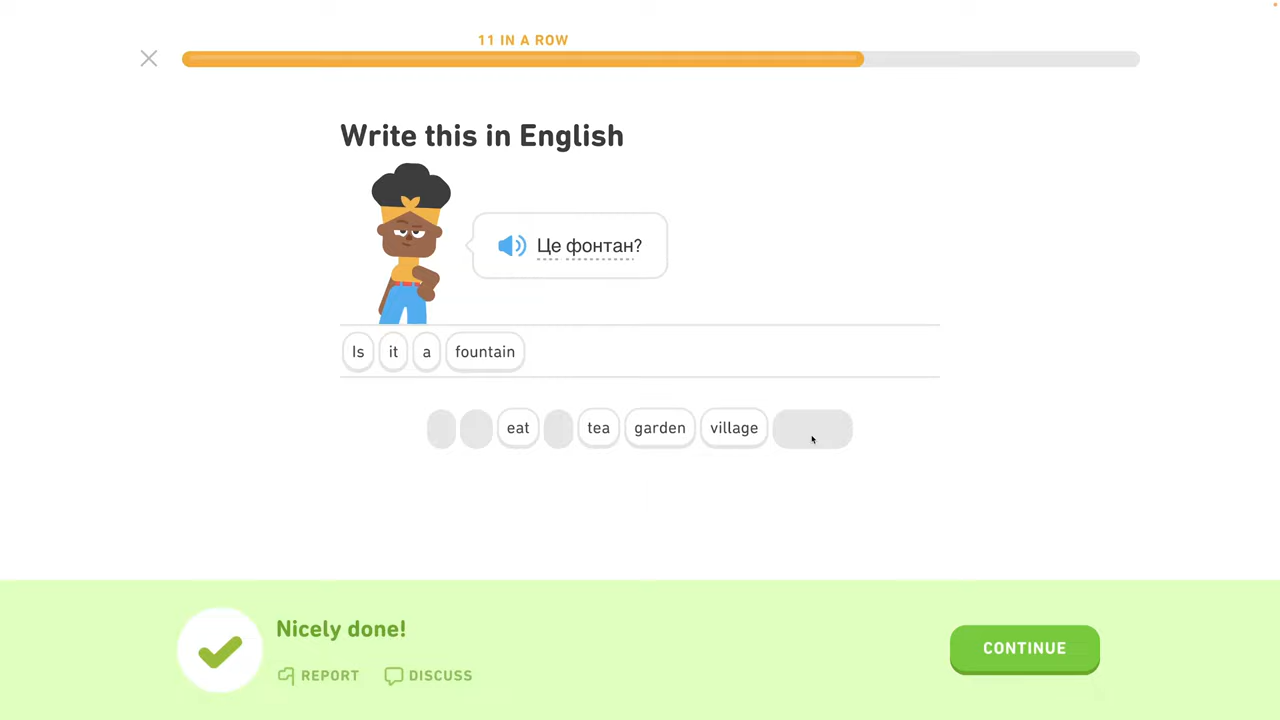 11 IN A ROW
Write this in English
Це фонтан?
Is it a fountain
eat tea garden village
Nicely done!
REPORT DISCUSS
CONTINUE